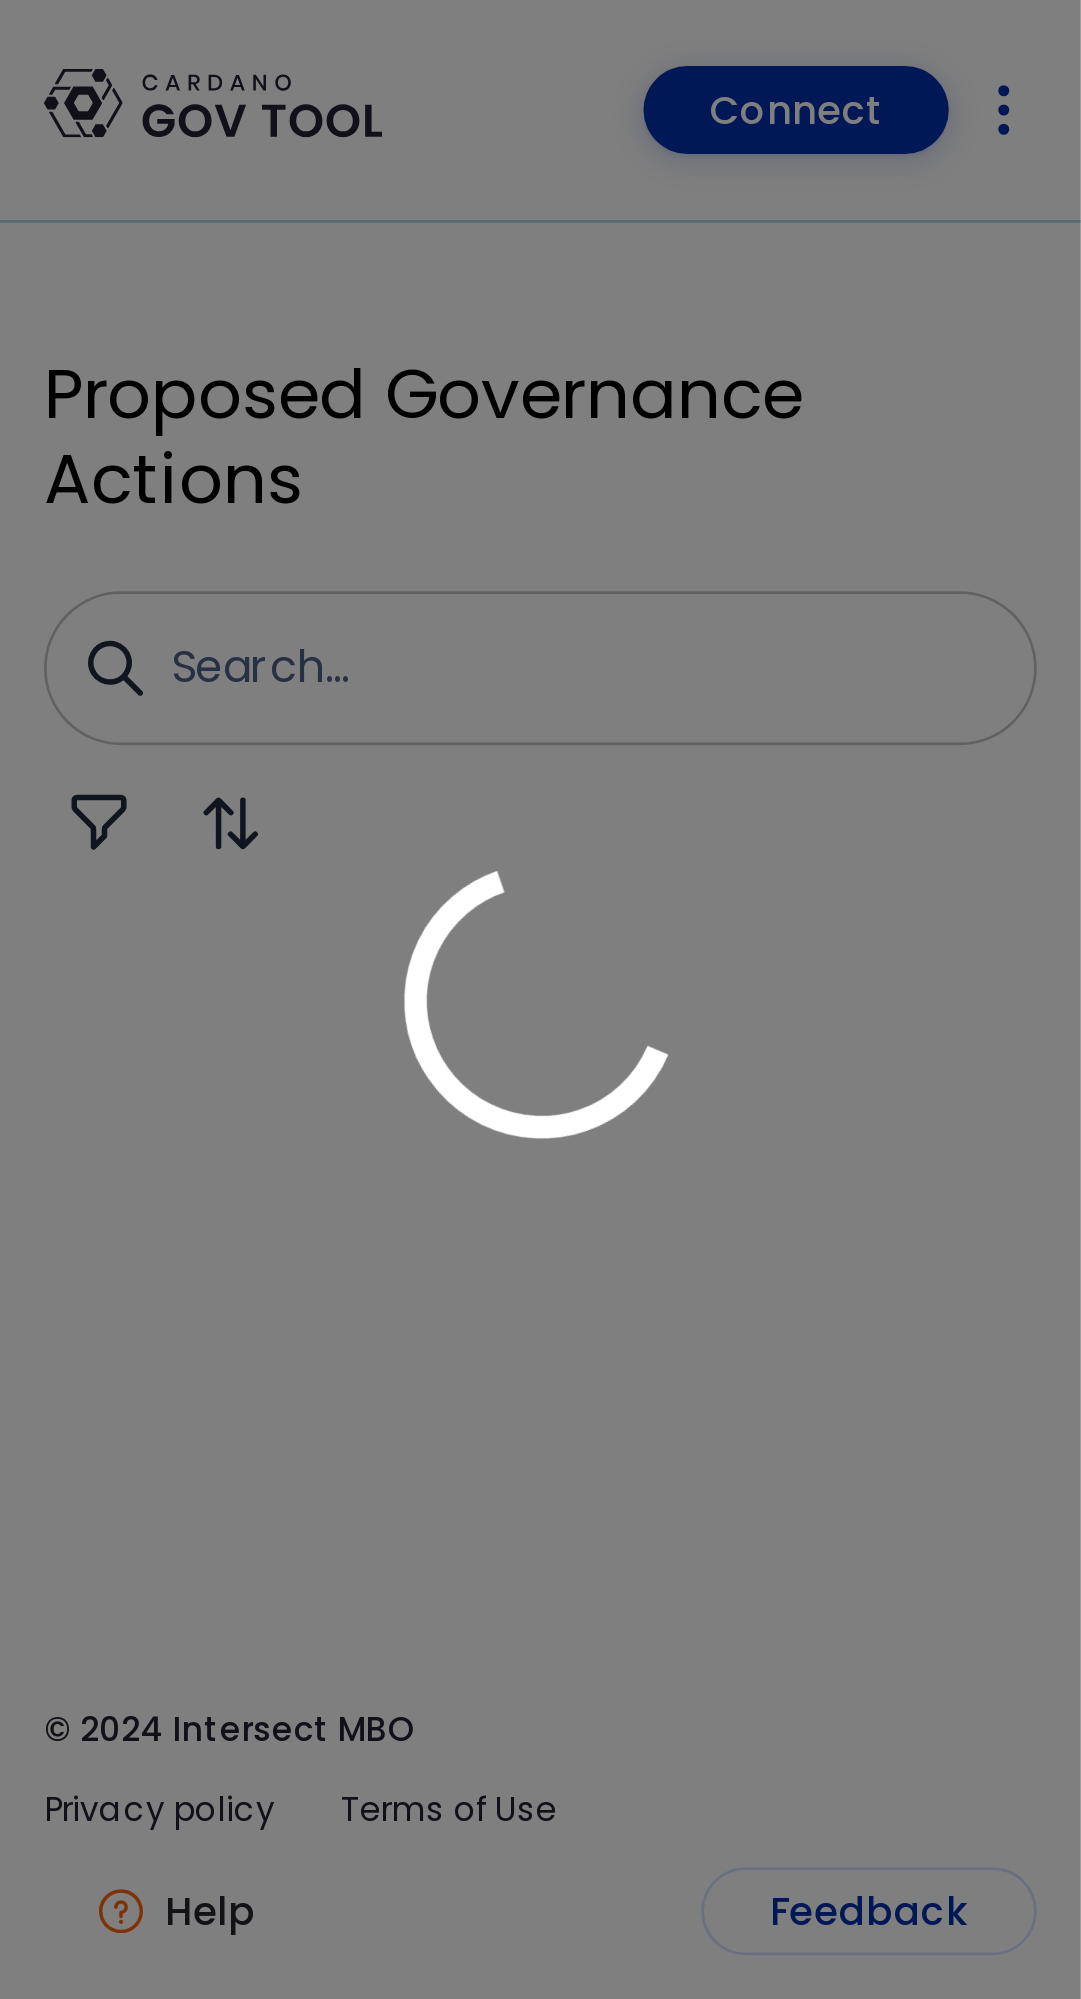 CARDANO
GOV TOOL
Connect
Proposed Governance
Actions
Search...
© 2024 Intersect MBO
Privacy policy Terms of Use
Help
Feedback